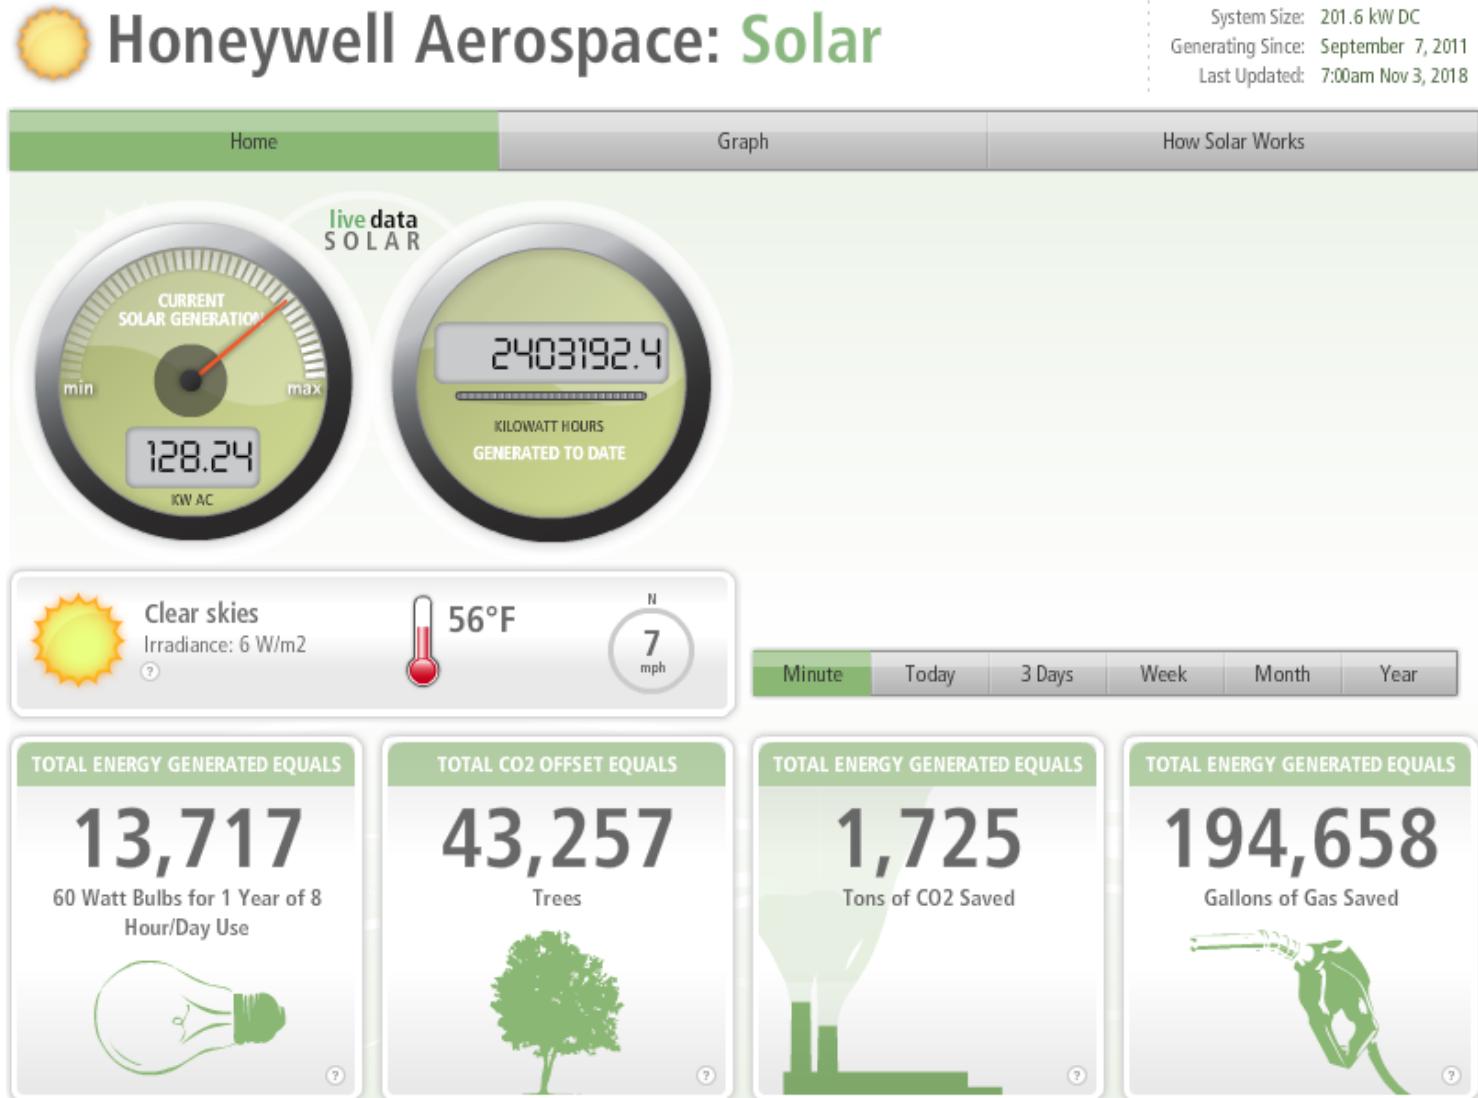 Honeywell Aerospace: Solar
System Size: 201.6 kW DC
Generating Since: September 7, 2011
Last Updated: 7:00am Nov 3, 2018
Home
Graph
How Solar Works
live data
SOLAR
CURRENT
SOLAR GENERATION
min
max
128.24
KW AC
2403192.4
KILOWATT HOURS
GENERATED TO DATE
Clear skies
Irradiance: 6 W/m2
?
56°F
N
7
mph
Minute
Today
3 Days
Week
Month
Year
TOTAL ENERGY GENERATED EQUALS
13,717
60 Watt Bulbs for 1 Year of 8
Hour/Day Use
?
TOTAL CO2 OFFSET EQUALS
43,257
Trees
?
TOTAL ENERGY GENERATED EQUALS
1,725
Tons of CO2 Saved
?
TOTAL ENERGY GENERATED EQUALS
194,658
Gallons of Gas Saved
?